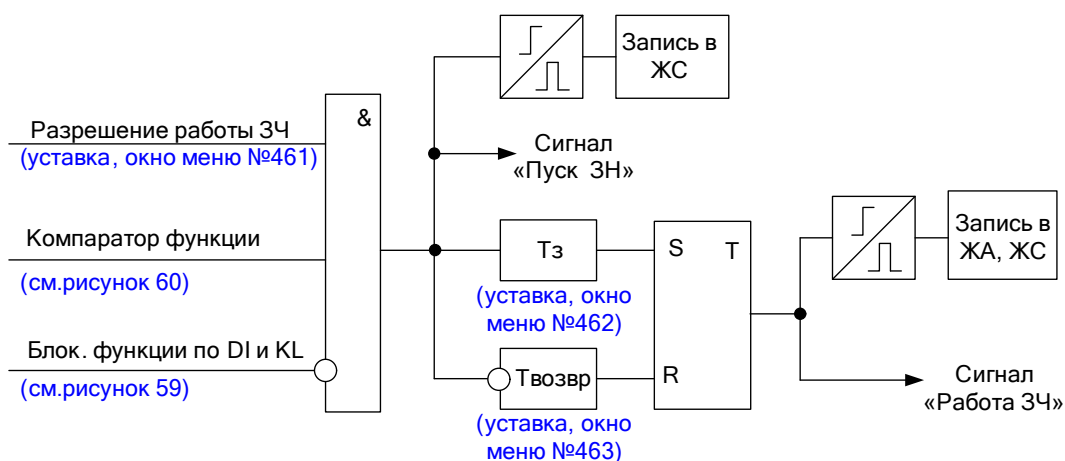 Запись в
ЖС
&
Разрешение работы ЗЧ
(уставка, окно меню №461)
Сигнал
«Пуск ЗН»
Компаратор функции
(см.рисунок 60)
Тз
(уставка, окно
меню №462)
S T
Запись в
ЖА, ЖС
Блок. функции по DI и KL
(см.рисунок 59)
Твозвр
R
(уставка, окно
меню №463)
Сигнал
«Работа ЗЧ»